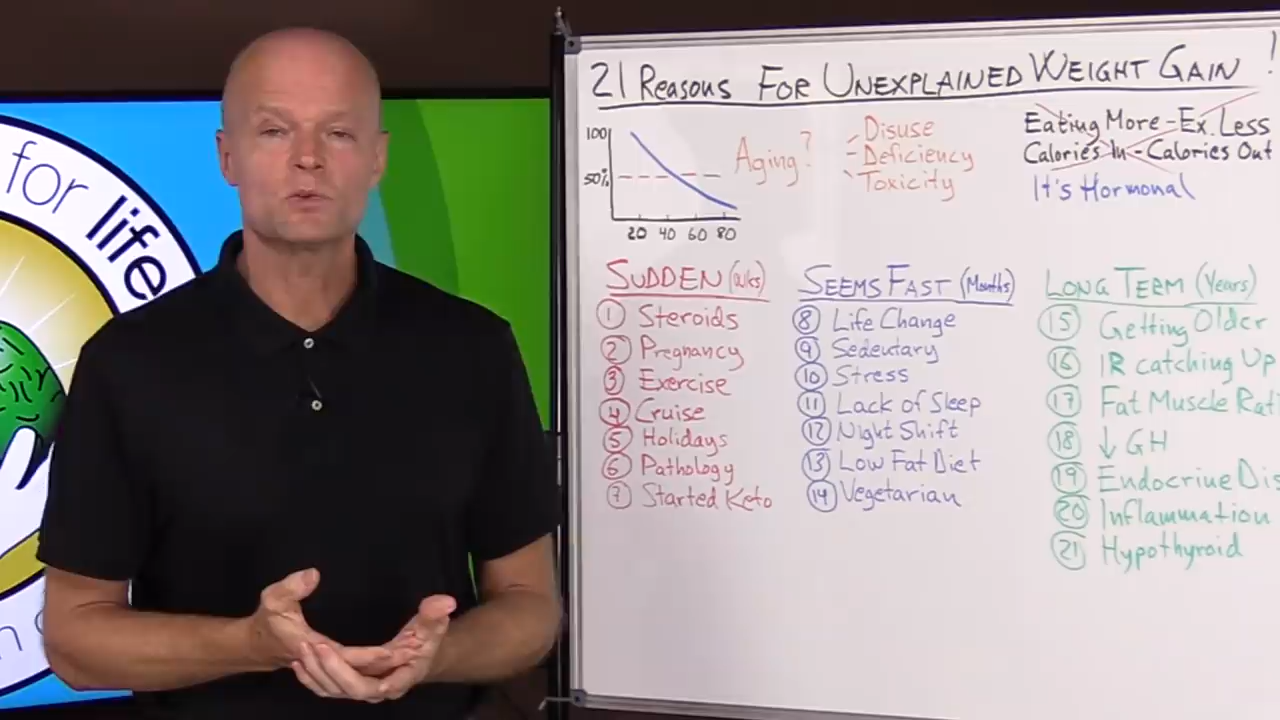 for life
21 Reasons For Unexplained Weight Gain !
100
50%
20 40 60 80
Aging?
- Disuse
- Deficiency
- Toxicity
Eating More - Ex. Less
Calories In - Calories Out
It's Hormonal
Sudden (wks)
1 Steroids
2 Pregnancy
3 Exercise
4 Cruise
5 Holidays
6 Pathology
7 Started Keto
Seems Fast (Months)
8 Life Change
9 Sedentary
10 Stress
11 Lack of Sleep
12 Night Shift
13 Low Fat Diet
14 Vegetarian
Long Term (Years)
15 Getting Older
16 IR catching Up
17 Fat Muscle Rati
18 ↓ GH
19 Endocrine Dis
20 Inflammation
21 Hypothyroid